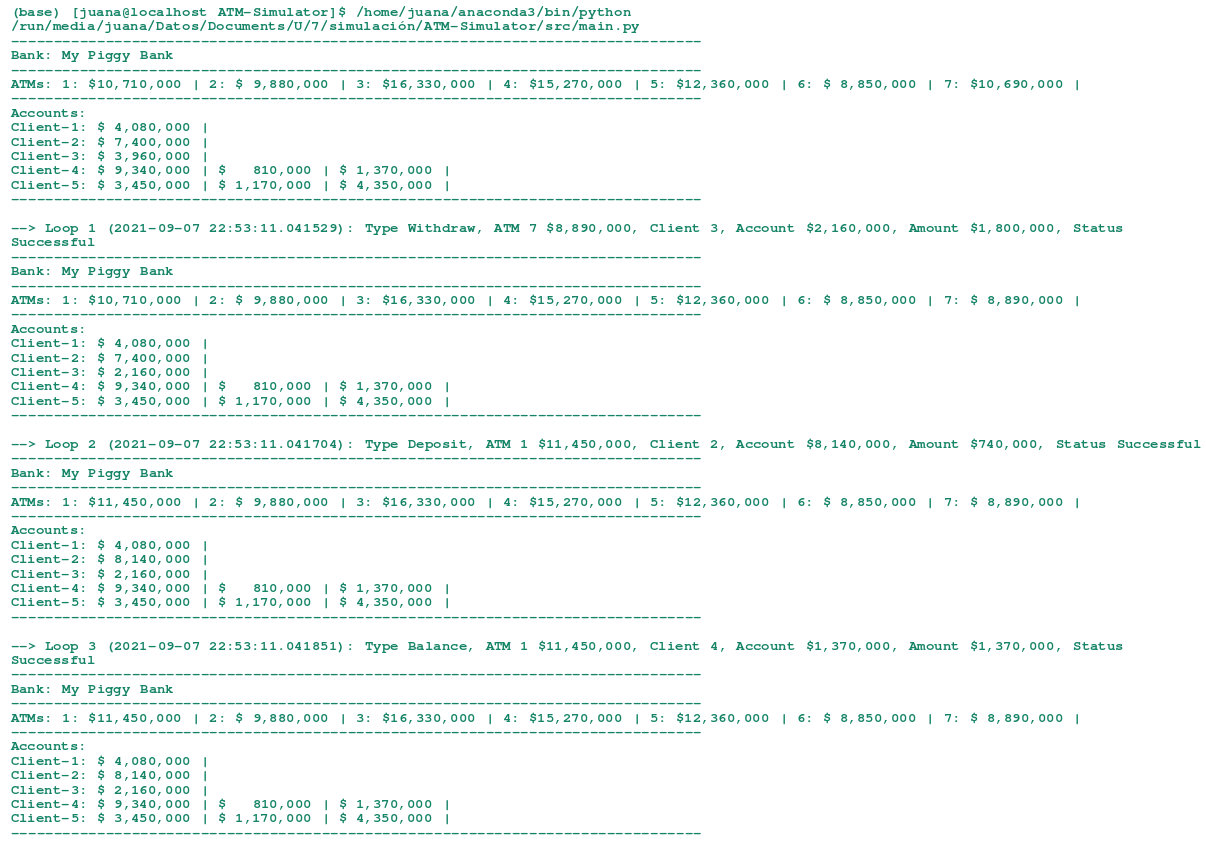 (base) [juana@localhost ATM-Simulator]$ /home/juana/anaconda3/bin/python
/run/media/juana/Datos/Documents/U/7/simulación/ATM-Simulator/src/main.py
--------------------------------------------------------------------------------
Bank: My Piggy Bank
--------------------------------------------------------------------------------
ATMs: 1: $10,710,000 | 2: $ 9,880,000 | 3: $16,330,000 | 4: $15,270,000 | 5: $12,360,000 | 6: $ 8,850,000 | 7: $10,690,000 |
--------------------------------------------------------------------------------
Accounts:
Client-1: $ 4,080,000 |
Client-2: $ 7,400,000 |
Client-3: $ 3,960,000 |
Client-4: $ 9,340,000 | $   810,000 | $ 1,370,000 |
Client-5: $ 3,450,000 | $ 1,170,000 | $ 4,350,000 |
--------------------------------------------------------------------------------

--> Loop 1 (2021-09-07 22:53:11.041529): Type Withdraw, ATM 7 $8,890,000, Client 3, Account $2,160,000, Amount $1,800,000, Status
Successful
--------------------------------------------------------------------------------
Bank: My Piggy Bank
--------------------------------------------------------------------------------
ATMs: 1: $10,710,000 | 2: $ 9,880,000 | 3: $16,330,000 | 4: $15,270,000 | 5: $12,360,000 | 6: $ 8,850,000 | 7: $ 8,890,000 |
--------------------------------------------------------------------------------
Accounts:
Client-1: $ 4,080,000 |
Client-2: $ 7,400,000 |
Client-3: $ 2,160,000 |
Client-4: $ 9,340,000 | $   810,000 | $ 1,370,000 |
Client-5: $ 3,450,000 | $ 1,170,000 | $ 4,350,000 |
--------------------------------------------------------------------------------

--> Loop 2 (2021-09-07 22:53:11.041704): Type Deposit, ATM 1 $11,450,000, Client 2, Account $8,140,000, Amount $740,000, Status Successful
--------------------------------------------------------------------------------
Bank: My Piggy Bank
--------------------------------------------------------------------------------
ATMs: 1: $11,450,000 | 2: $ 9,880,000 | 3: $16,330,000 | 4: $15,270,000 | 5: $12,360,000 | 6: $ 8,850,000 | 7: $ 8,890,000 |
--------------------------------------------------------------------------------
Accounts:
Client-1: $ 4,080,000 |
Client-2: $ 8,140,000 |
Client-3: $ 2,160,000 |
Client-4: $ 9,340,000 | $   810,000 | $ 1,370,000 |
Client-5: $ 3,450,000 | $ 1,170,000 | $ 4,350,000 |
--------------------------------------------------------------------------------

--> Loop 3 (2021-09-07 22:53:11.041851): Type Balance, ATM 1 $11,450,000, Client 4, Account $1,370,000, Amount $1,370,000, Status
Successful
--------------------------------------------------------------------------------
Bank: My Piggy Bank
--------------------------------------------------------------------------------
ATMs: 1: $11,450,000 | 2: $ 9,880,000 | 3: $16,330,000 | 4: $15,270,000 | 5: $12,360,000 | 6: $ 8,850,000 | 7: $ 8,890,000 |
--------------------------------------------------------------------------------
Accounts:
Client-1: $ 4,080,000 |
Client-2: $ 8,140,000 |
Client-3: $ 2,160,000 |
Client-4: $ 9,340,000 | $   810,000 | $ 1,370,000 |
Client-5: $ 3,450,000 | $ 1,170,000 | $ 4,350,000 |
--------------------------------------------------------------------------------